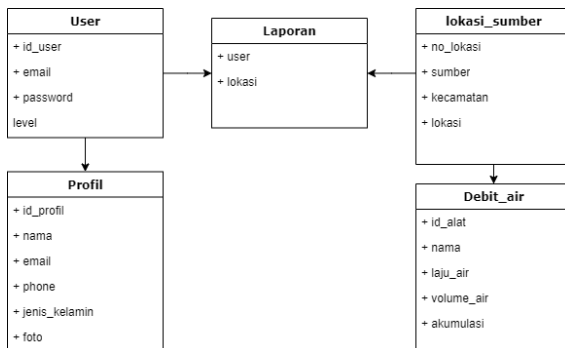 User
+ id_user
+ email
+ password
level
Laporan
+ user
+ lokasi
lokasi_sumber
+ no_lokasi
+ sumber
+ kecamatan
+ lokasi
Profil
+ id_profil
+ nama
+ email
+ phone
+ jenis_kelamin
+ foto
Debit_air
+ id_alat
+ nama
+ laju_air
+ volume_air
+ akumulasi